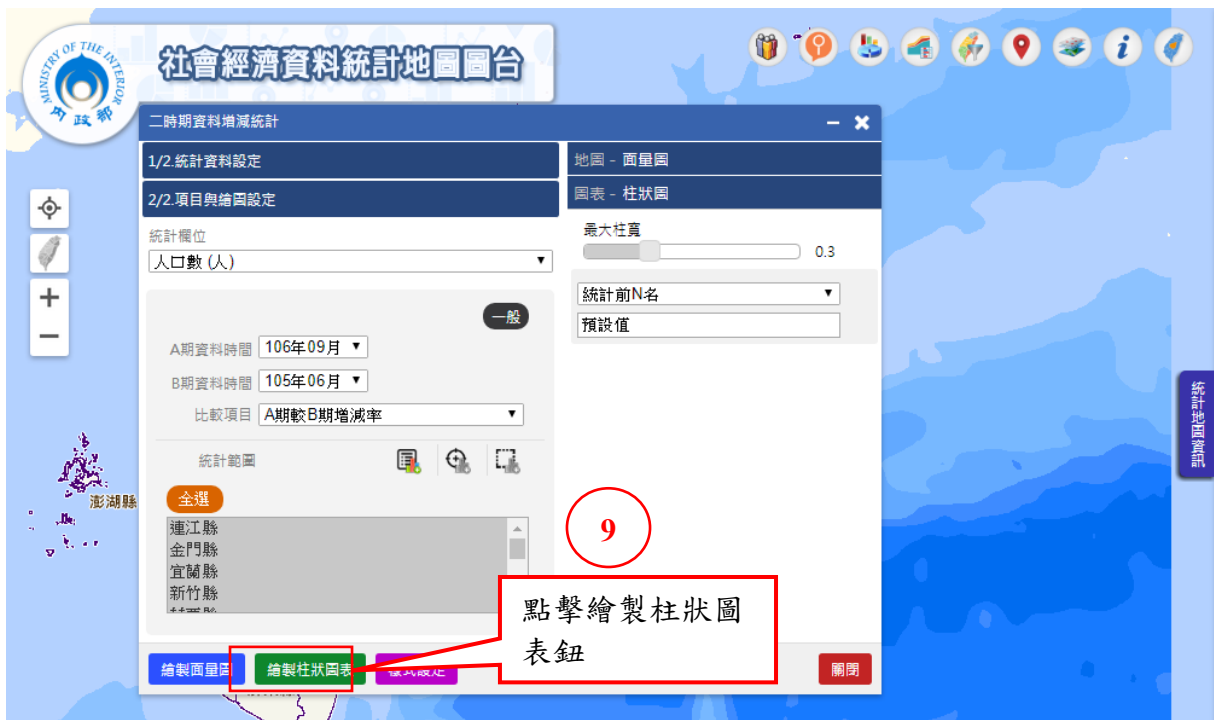 MINISTRY OF THE INTERIOR
內政部
社會經濟資料統計地圖圖台
i
二時期資料增減統計
1/2.統計資料設定
2/2.項目與繪圖設定
統計欄位
人口數 (人)
一般
A期資料時間 106年09月
B期資料時間 105年06月
比較項目 A期較B期增減率
統計範圍
全選
連江縣
金門縣
宜蘭縣
新竹縣
繪製面量圖
繪製柱狀圖表
樣式設定
地圖 - 面量圖
圖表 - 柱狀圖
最大柱寬
0.3
統計前N名
預設值
9
點擊繪製柱狀圖
表鈕
關閉
澎湖縣
統計地圖資訊